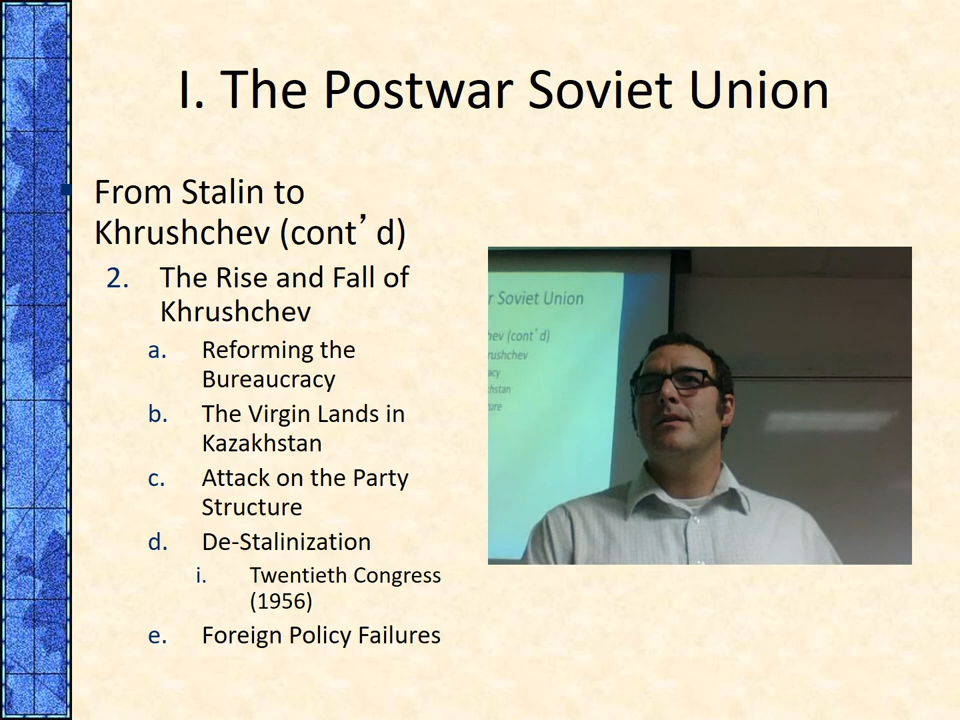 I. The Postwar Soviet Union
From Stalin to
Khrushchev (cont’d)
2. The Rise and Fall of
Khrushchev
a. Reforming the
Bureaucracy
b. The Virgin Lands in
Kazakhstan
c. Attack on the Party
Structure
d. De-Stalinization
i. Twentieth Congress
(1956)
e. Foreign Policy Failures
r Soviet Union
hev (cont’d)
rushchev
acy
khstan
ure